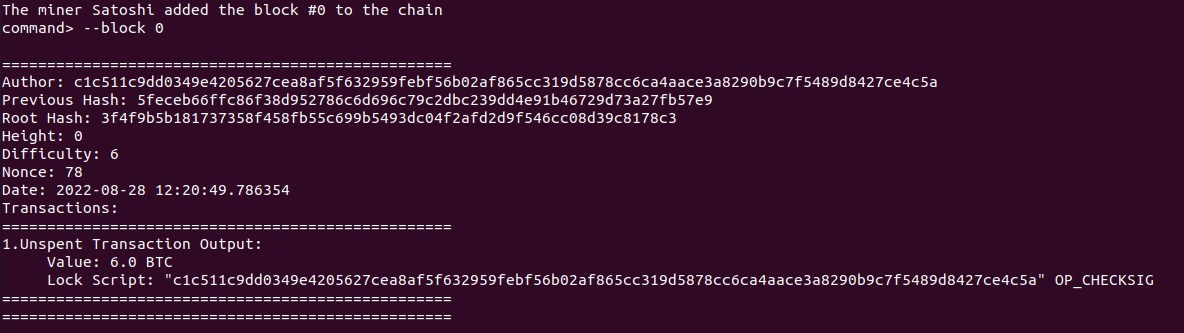 The miner Satoshi added the block #0 to the chain
command> --block 0
==================================================
Author: c1c511c9dd0349e4205627cea8af5f632959febf56b02af865cc319d5878cc6ca4aace3a8290b9c7f5489d8427ce4c5a
Previous Hash: 5feceb66ffc86f38d952786c6d696c79c2dbc239dd4e91b46729d73a27fb57e9
Root Hash: 3f4f9b5b181737358f458fb55c699b5493dc04f2afd2d9f546cc08d39c8178c3
Height: 0
Difficulty: 6
Nonce: 78
Date: 2022-08-28 12:20:49.786354
Transactions:
==================================================
1.Unspent Transaction Output:
     Value: 6.0 BTC
     Lock Script: "c1c511c9dd0349e4205627cea8af5f632959febf56b02af865cc319d5878cc6ca4aace3a8290b9c7f5489d8427ce4c5a" OP_CHECKSIG
==================================================
==================================================